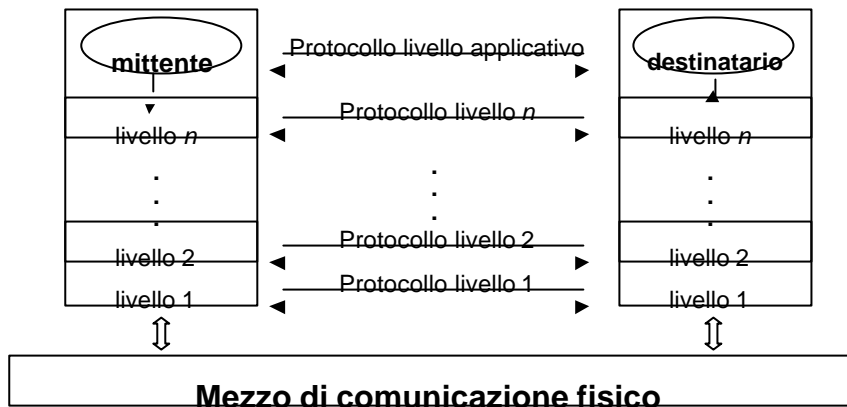 mittente Protocollo livello applicativo destinatario
livello n Protocollo livello n livello n
. . .
. . .
. . .
livello 2 Protocollo livello 2 livello 2
livello 1 Protocollo livello 1 livello 1
Mezzo di comunicazione fisico